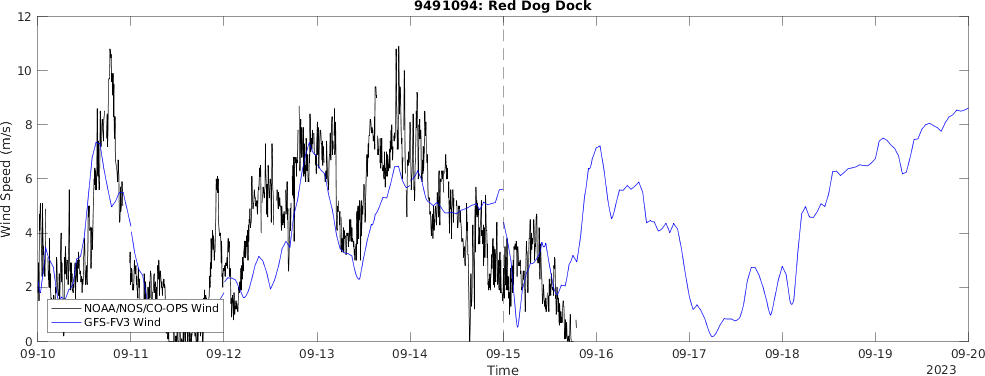 9491094: Red Dog Dock
12
10
8
6
4
2
0
Wind Speed (m/s)
NOAA/NOS/CO-OPS Wind
GFS-FV3 Wind
09-10 09-11 09-12 09-13 09-14 09-15 09-16 09-17 09-18 09-19 09-20
Time
2023